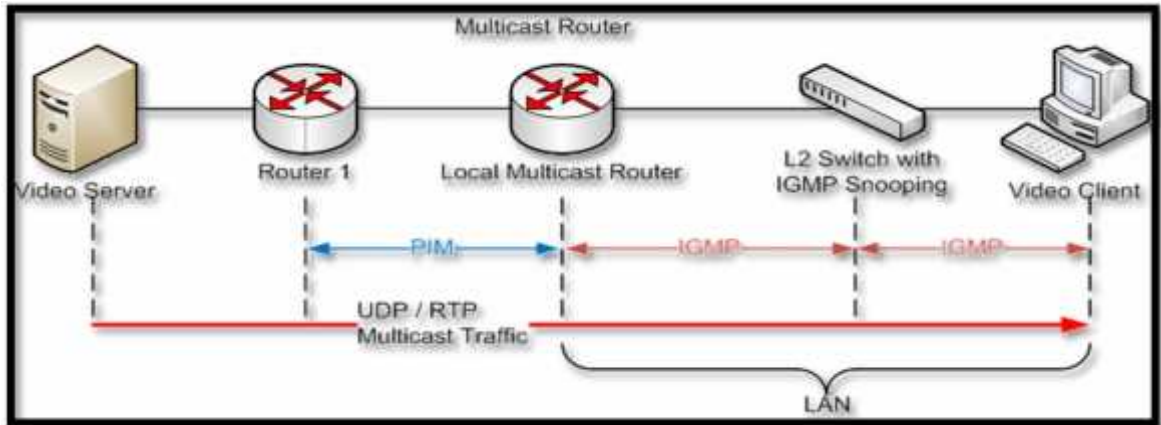 Multicast Router
Video Server
Router 1
Local Multicast Router
L2 Switch with
IGMP Snooping
Video Client
PIM
IGMP
IGMP
UDP / RTP
Multicast Traffic
LAN